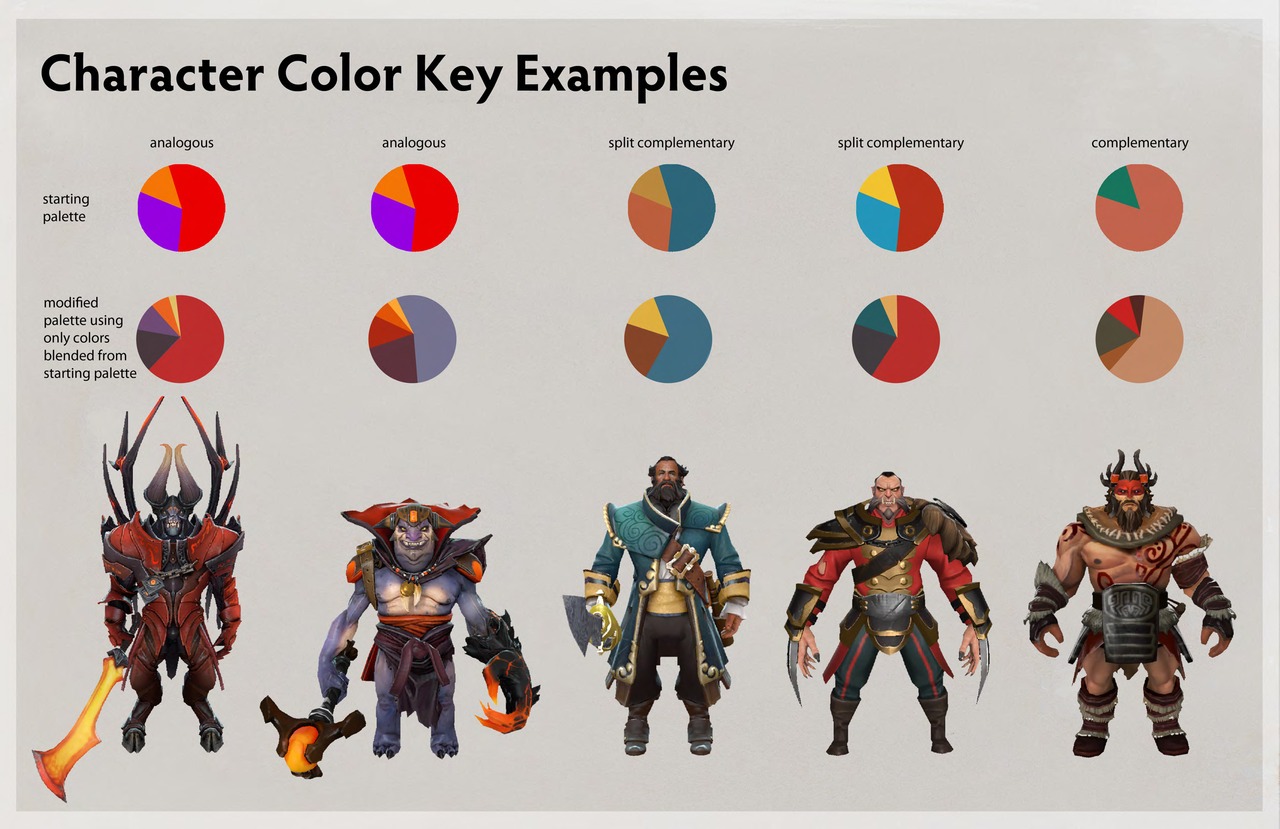 Character Color Key Examples
analogous
analogous
split complementary
split complementary
complementary
starting
palette
modified
palette using
only colors
blended from
starting palette